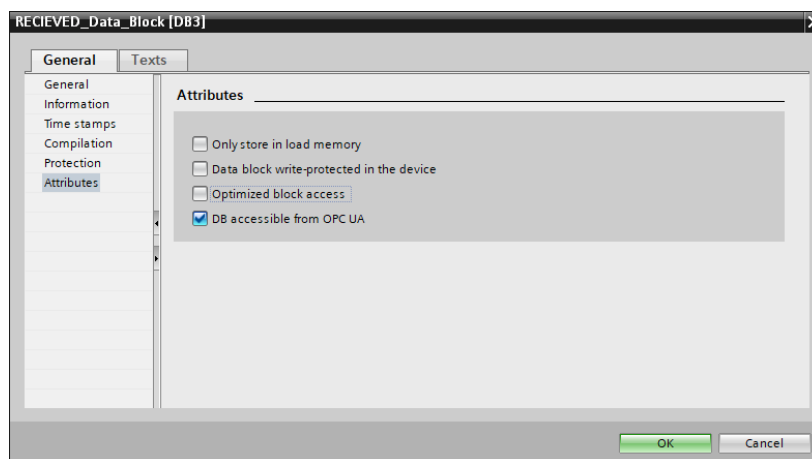 RECIEVED_Data_Block [DB3]
General Texts
General
Information
Time stamps
Compilation
Protection
Attributes
Attributes
Only store in load memory
Data block write-protected in the device
Optimized block access
DB accessible from OPC UA
OK Cancel